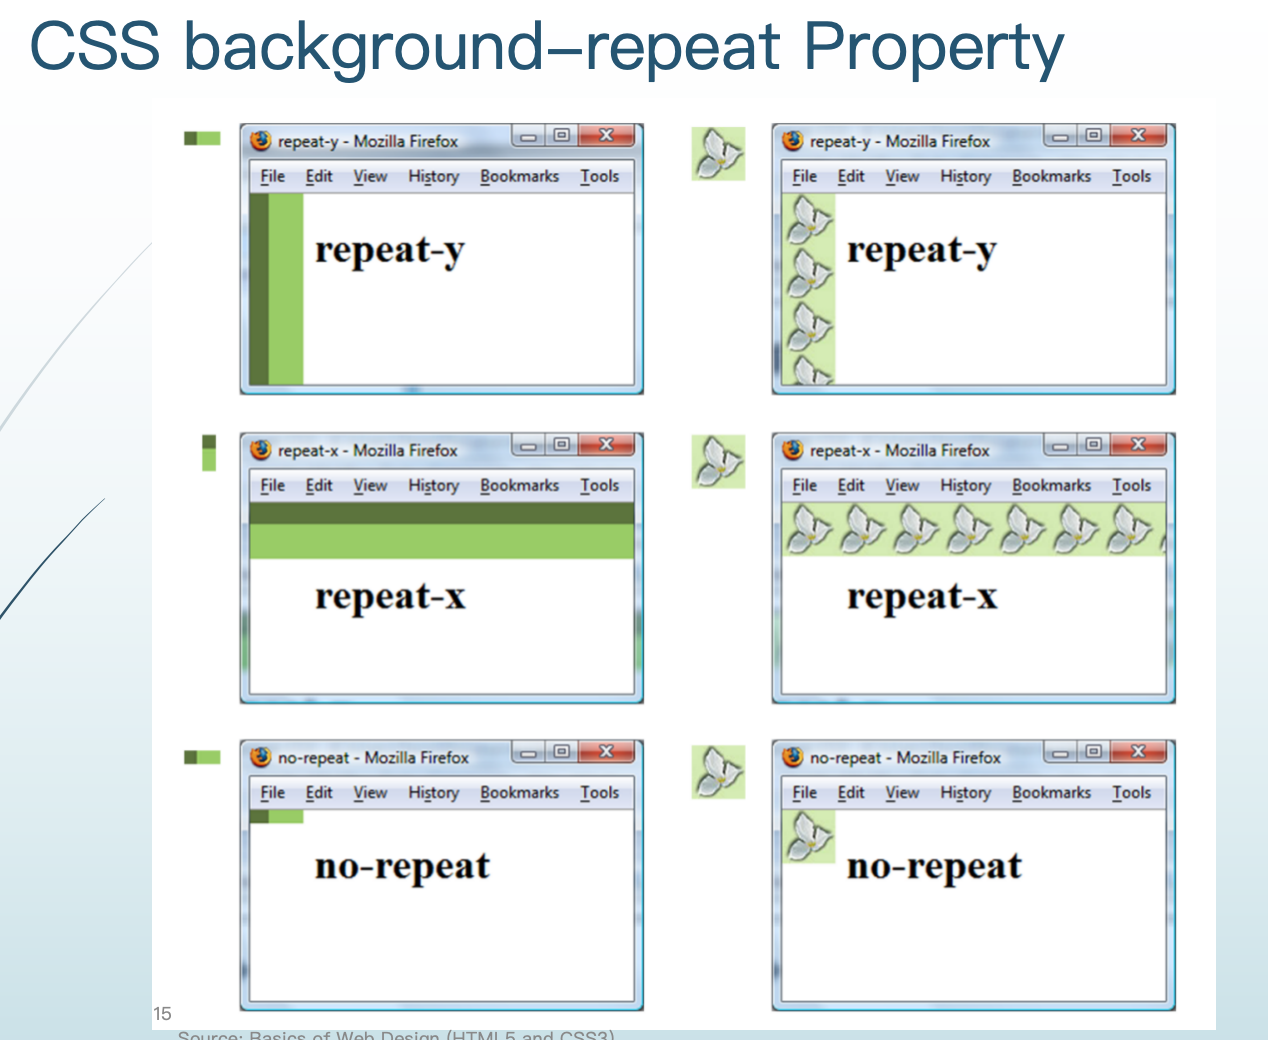 CSS background-repeat Property
repeat-y - Mozilla Firefox
File Edit View History Bookmarks Tools
repeat-y
repeat-y - Mozilla Firefox
File Edit View History Bookmarks Tools
repeat-y
repeat-x - Mozilla Firefox
File Edit View History Bookmarks Tools
repeat-x
repeat-x - Mozilla Firefox
File Edit View History Bookmarks Tools
repeat-x
no-repeat - Mozilla Firefox
File Edit View History Bookmarks Tools
no-repeat
no-repeat - Mozilla Firefox
File Edit View History Bookmarks Tools
no-repeat
15
Source: Basics of Web Design (HTML5 and CSS3)